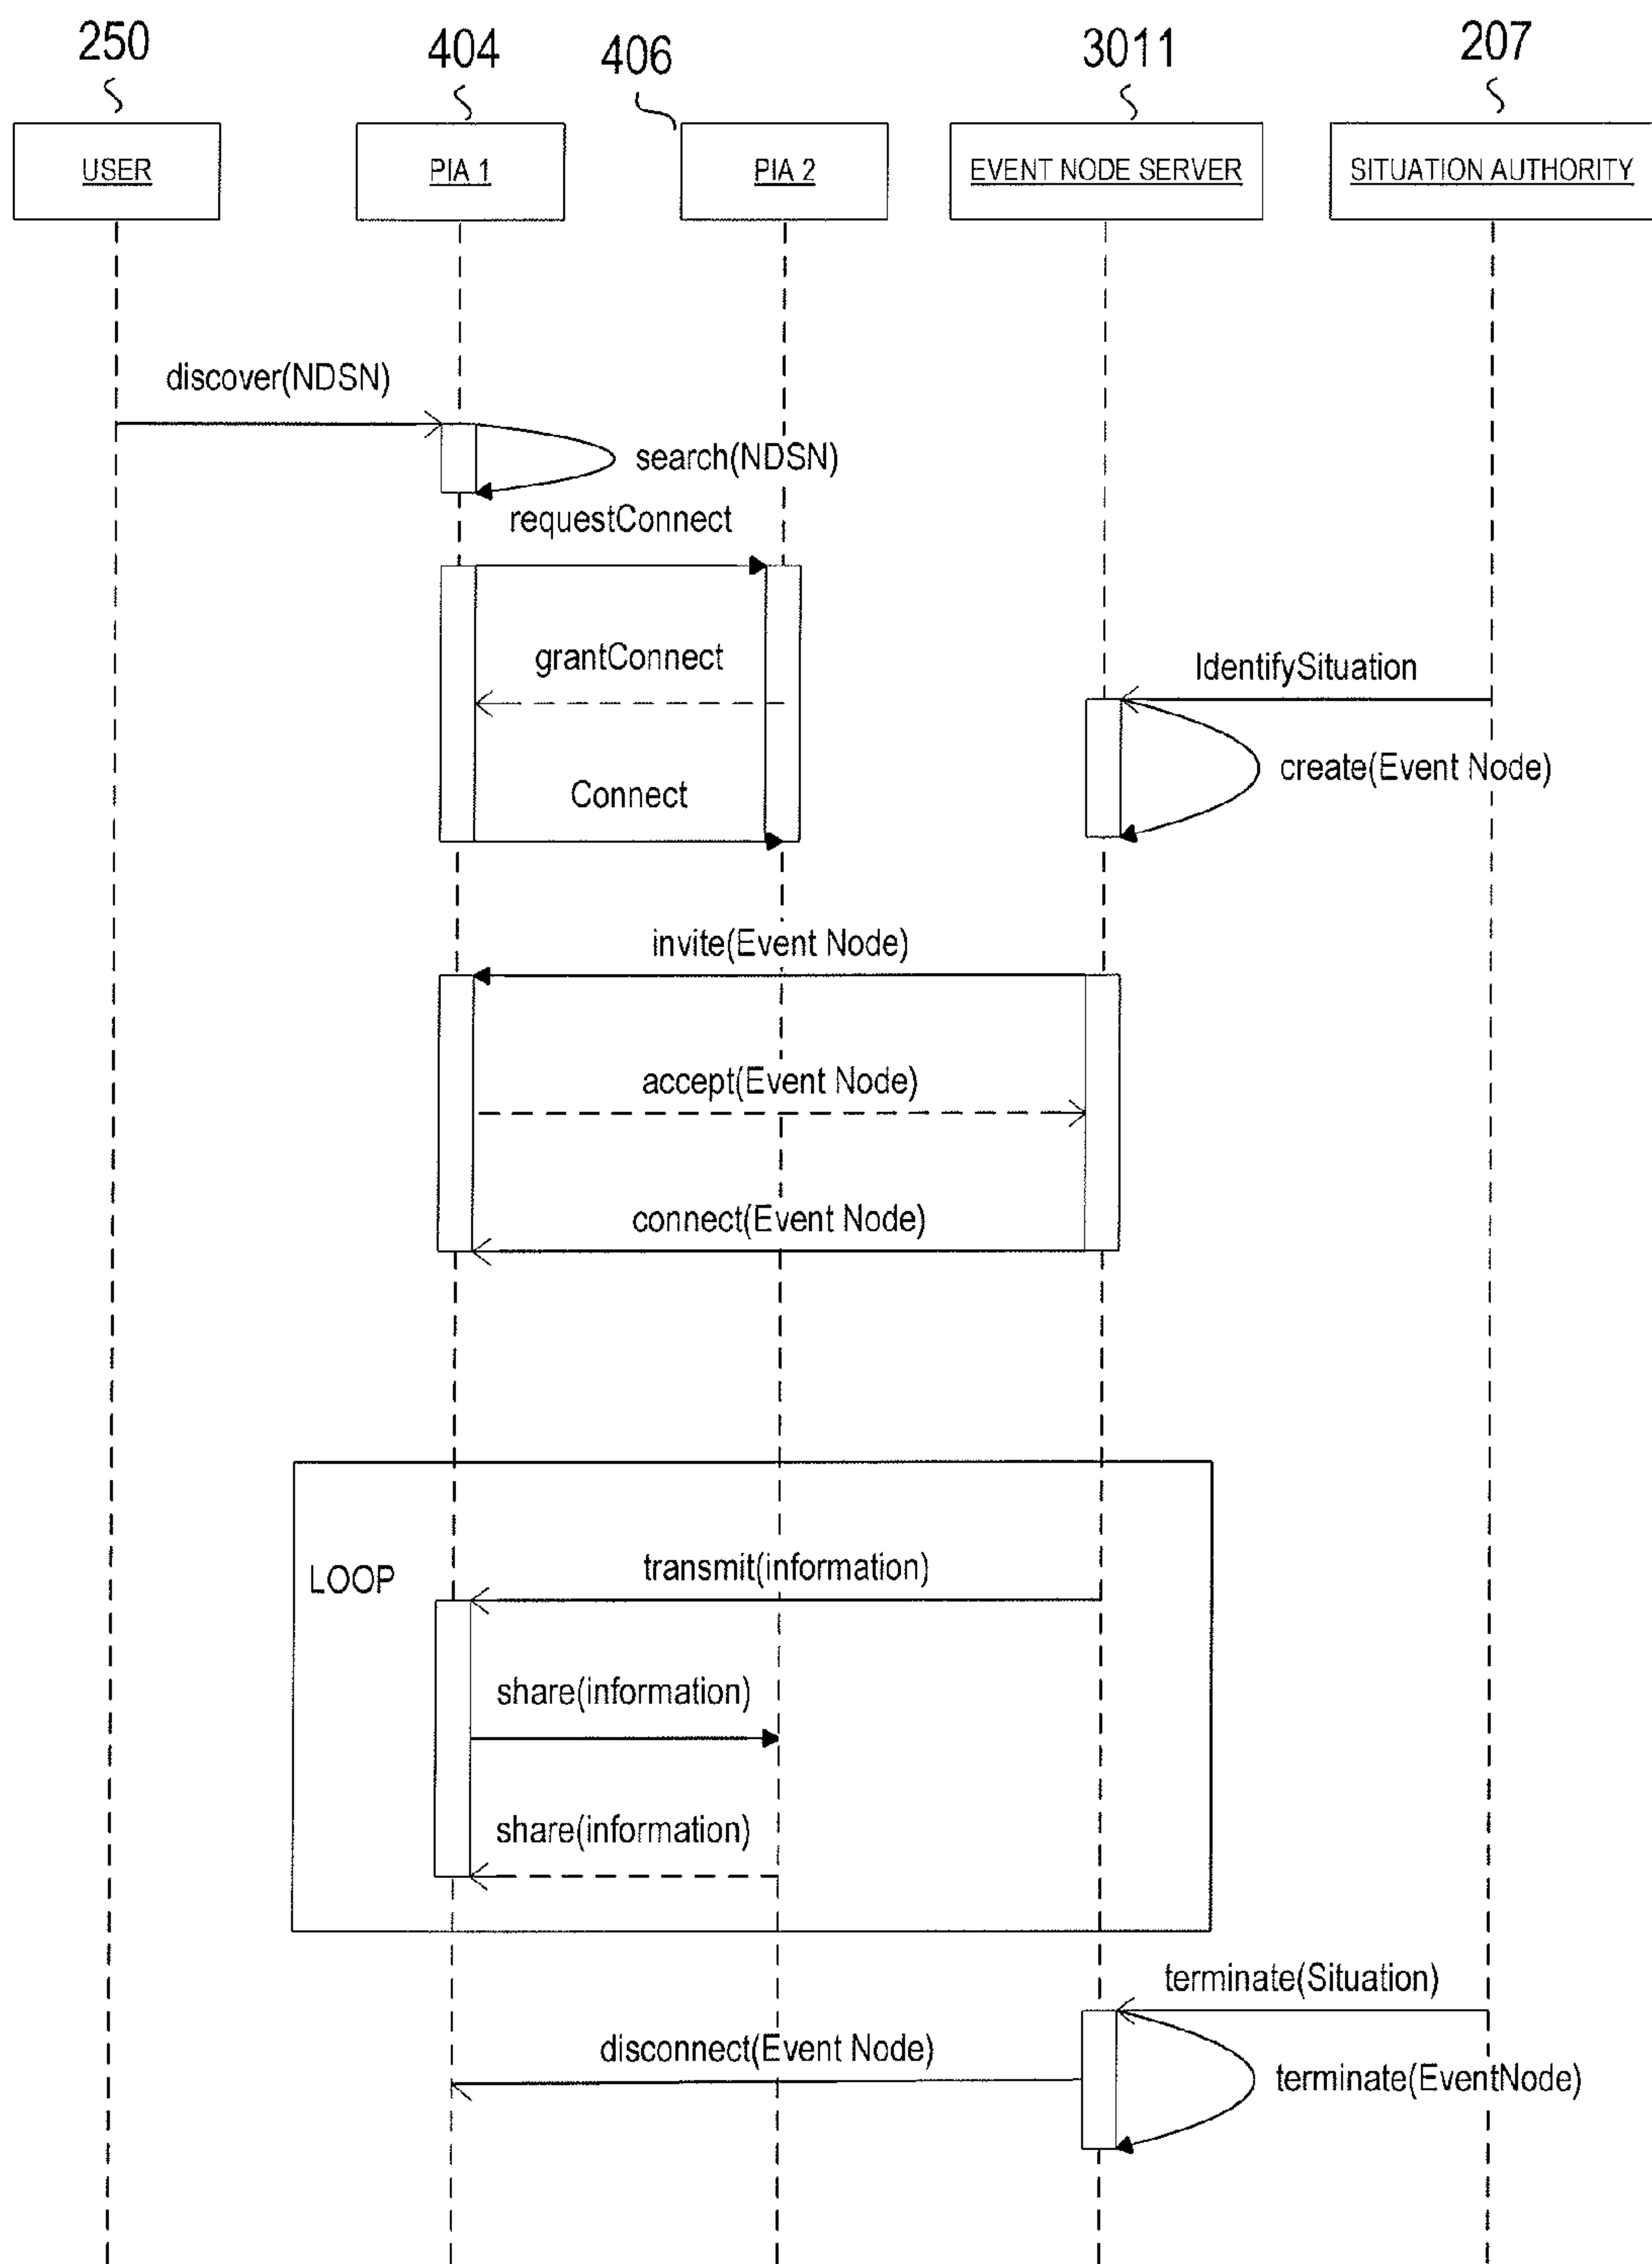 250
404
406
3011
207
USER
PIA 1
PIA 2
EVENT NODE SERVER
SITUATION AUTHORITY
discover(NDSN)
search(NDSN)
requestConnect
grantConnect
IdentifySituation
create(Event Node)
Connect
invite(Event Node)
accept(Event Node)
connect(Event Node)
LOOP
transmit(information)
share(information)
share(information)
terminate(Situation)
disconnect(Event Node)
terminate(EventNode)